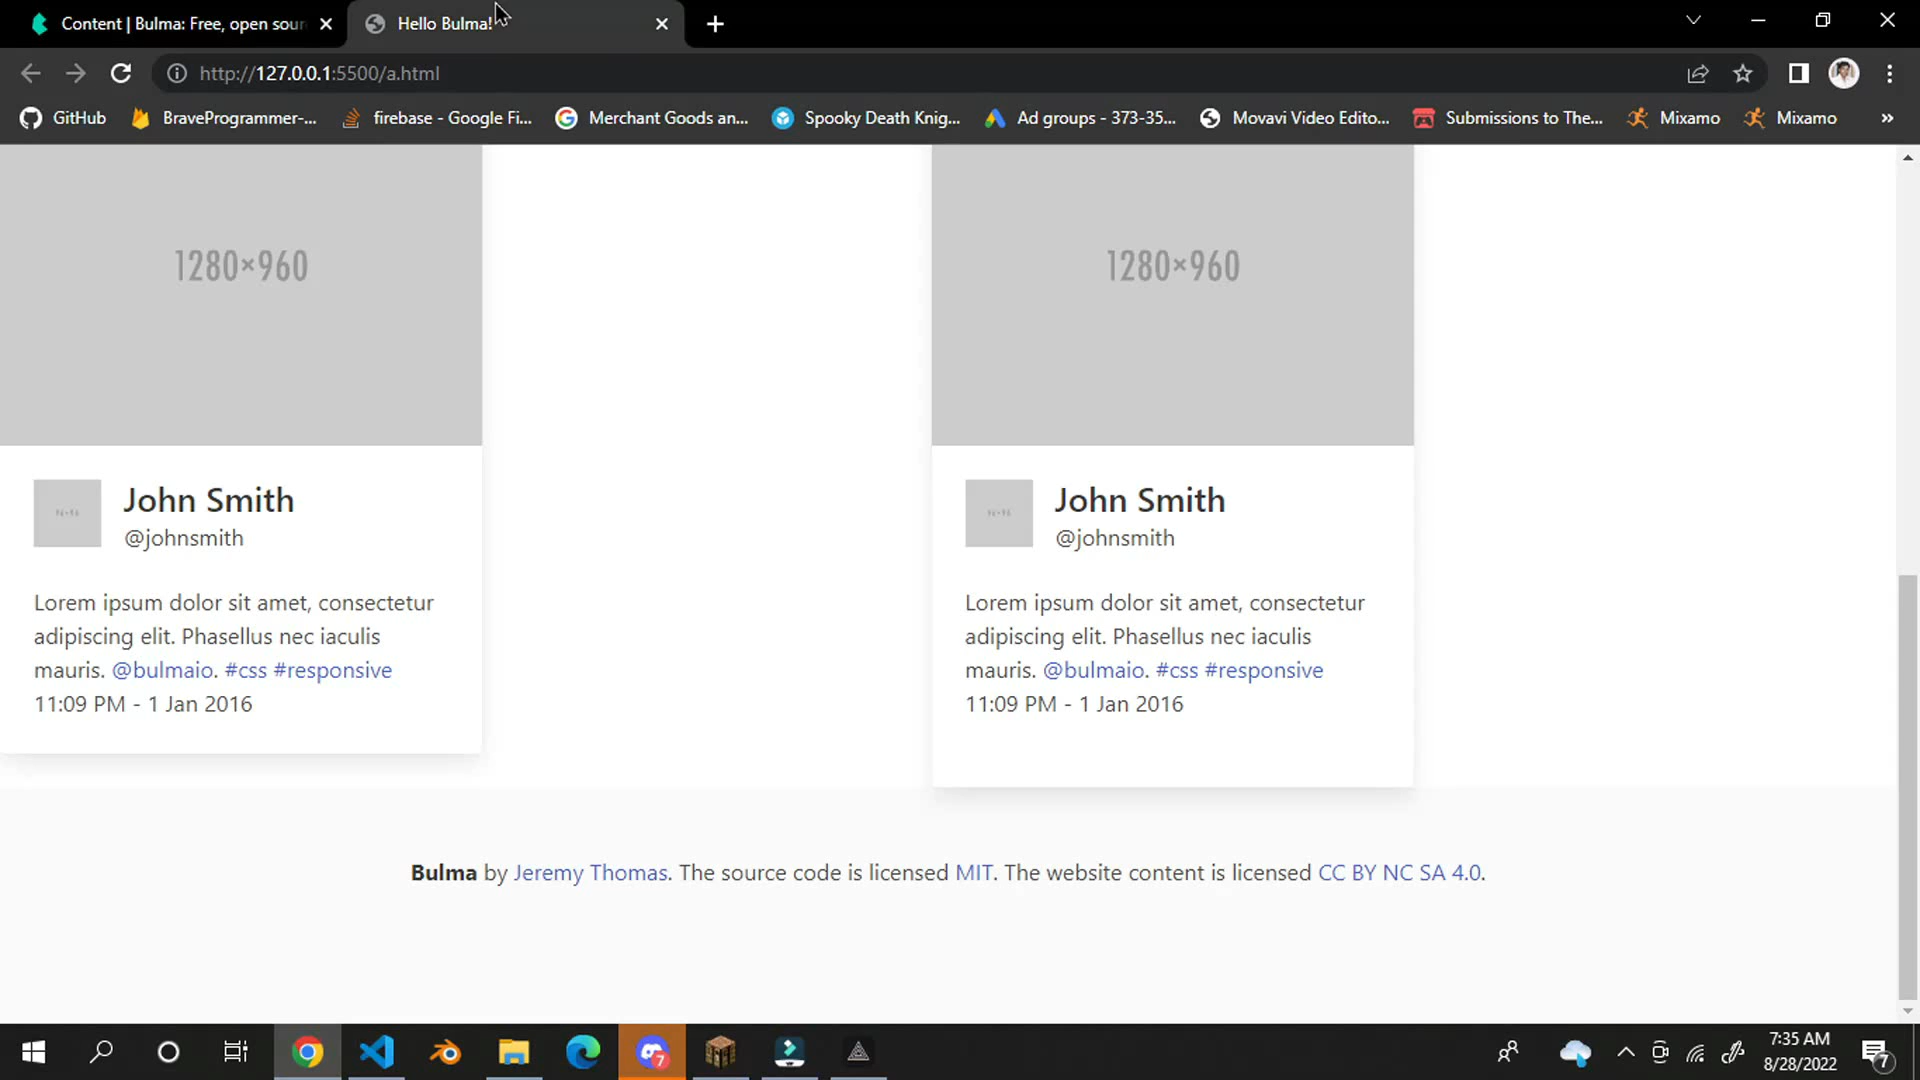 Content | Bulma: Free, open sour
Hello Bulma!
http://127.0.0.1:5500/a.html
GitHub
BraveProgrammer-...
firebase - Google Fi...
Merchant Goods an...
Spooky Death Knig...
Ad groups - 373-35...
Movavi Video Edito...
Submissions to The...
Mixamo
Mixamo
»
1280×960
1280×960
John Smith
@johnsmith
Lorem ipsum dolor sit amet, consectetur
adipiscing elit. Phasellus nec iaculis
mauris. @bulmaio. #css #responsive
11:09 PM - 1 Jan 2016
John Smith
@johnsmith
Lorem ipsum dolor sit amet, consectetur
adipiscing elit. Phasellus nec iaculis
mauris. @bulmaio. #css #responsive
11:09 PM - 1 Jan 2016
Bulma by Jeremy Thomas. The source code is licensed MIT. The website content is licensed CC BY NC SA 4.0.
7
7:35 AM
8/28/2022
7